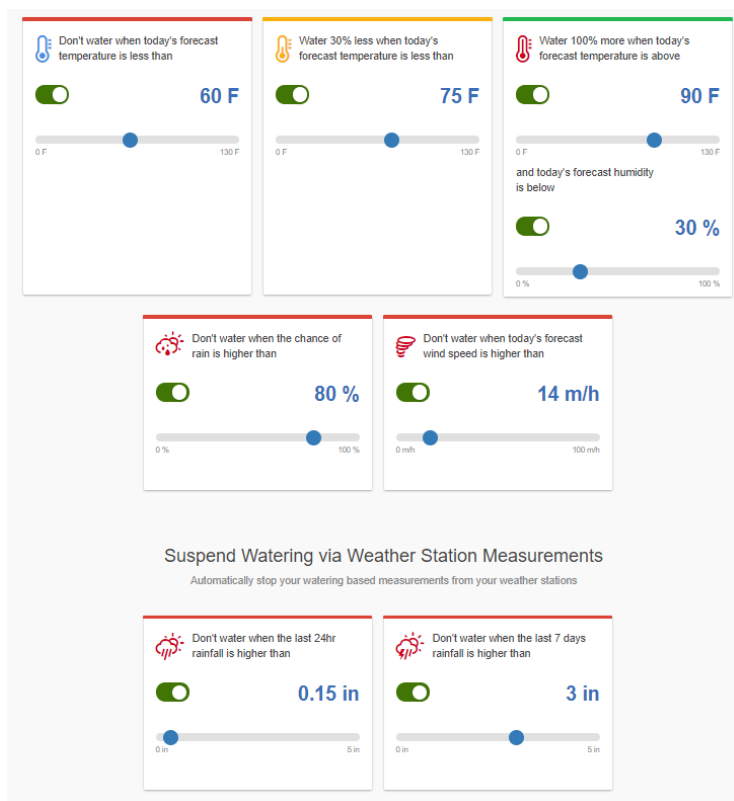 Don't water when today's forecast
temperature is less than
60 F
0 F
130 F
Water 30% less when today's
forecast temperature is less than
75 F
0 F
130 F
Water 100% more when today's
forecast temperature is above
90 F
0 F
130 F
and today's forecast humidity
is below
30 %
0 %
100 %
Don't water when the chance of
rain is higher than
80 %
0 %
100 %
Don't water when today's forecast
wind speed is higher than
14 m/h
0 m/h
100 m/h
Suspend Watering via Weather Station Measurements
Automatically stop your watering based measurements from your weather stations
Don't water when the last 24hr
rainfall is higher than
0.15 in
0 in
5 in
Don't water when the last 7 days
rainfall is higher than
3 in
0 in
5 in